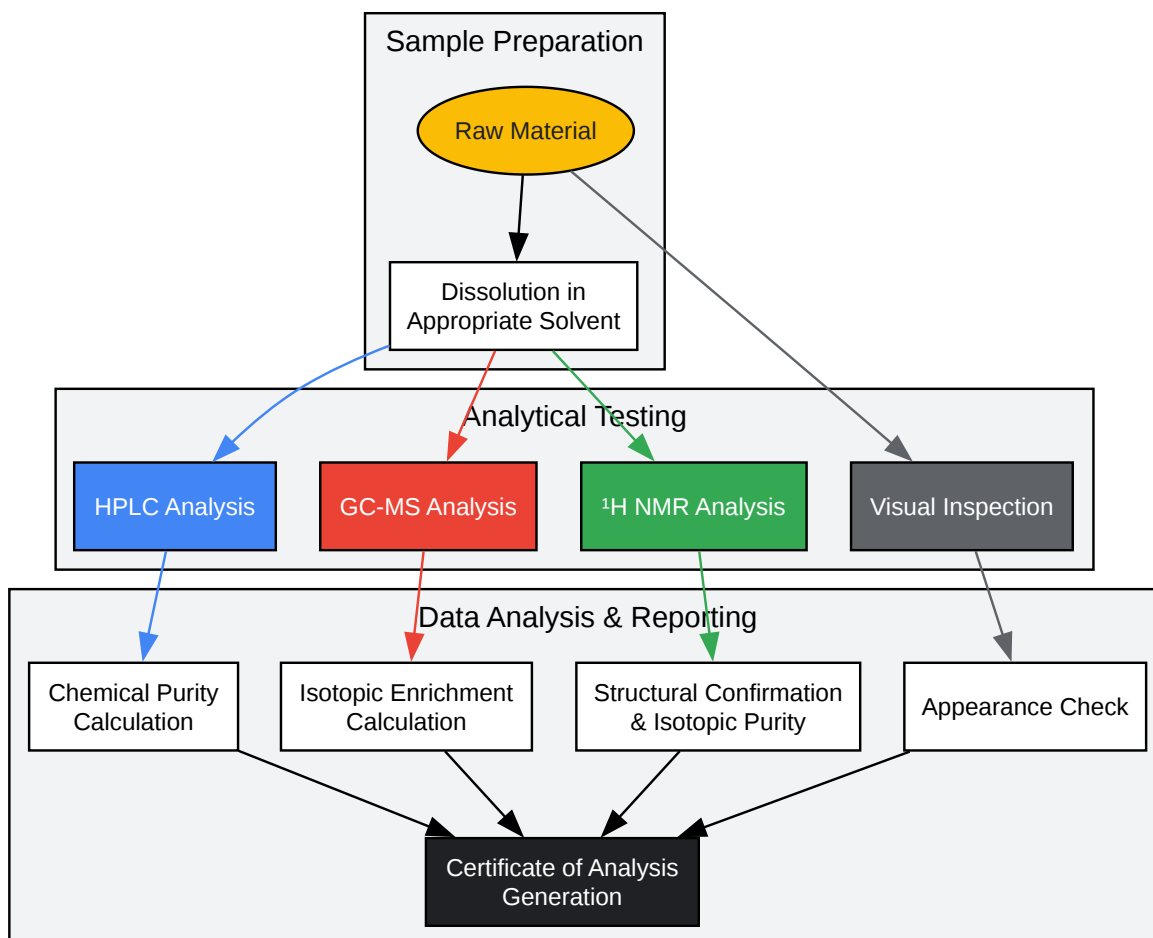 Sample Preparation
Raw Material
Dissolution in
Appropriate Solvent
Analytical Testing
HPLC Analysis
GC-MS Analysis
¹H NMR Analysis
Visual Inspection
Data Analysis & Reporting
Chemical Purity
Calculation
Isotopic Enrichment
Calculation
Structural Confirmation
& Isotopic Purity
Appearance Check
Certificate of Analysis
Generation